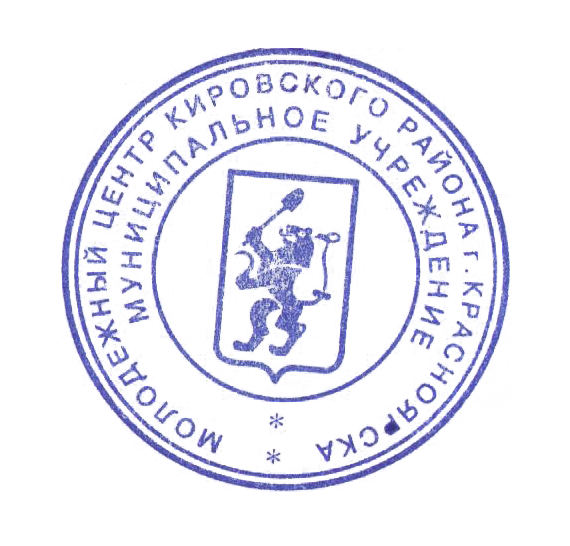 МОЛОДЕЖНЫЙ ЦЕНТР КИРОВСКОГО РАЙОНА г. КРАСНОЯРСКА
МУНИЦИПАЛЬНОЕ УЧРЕЖДЕНИЕ
* *